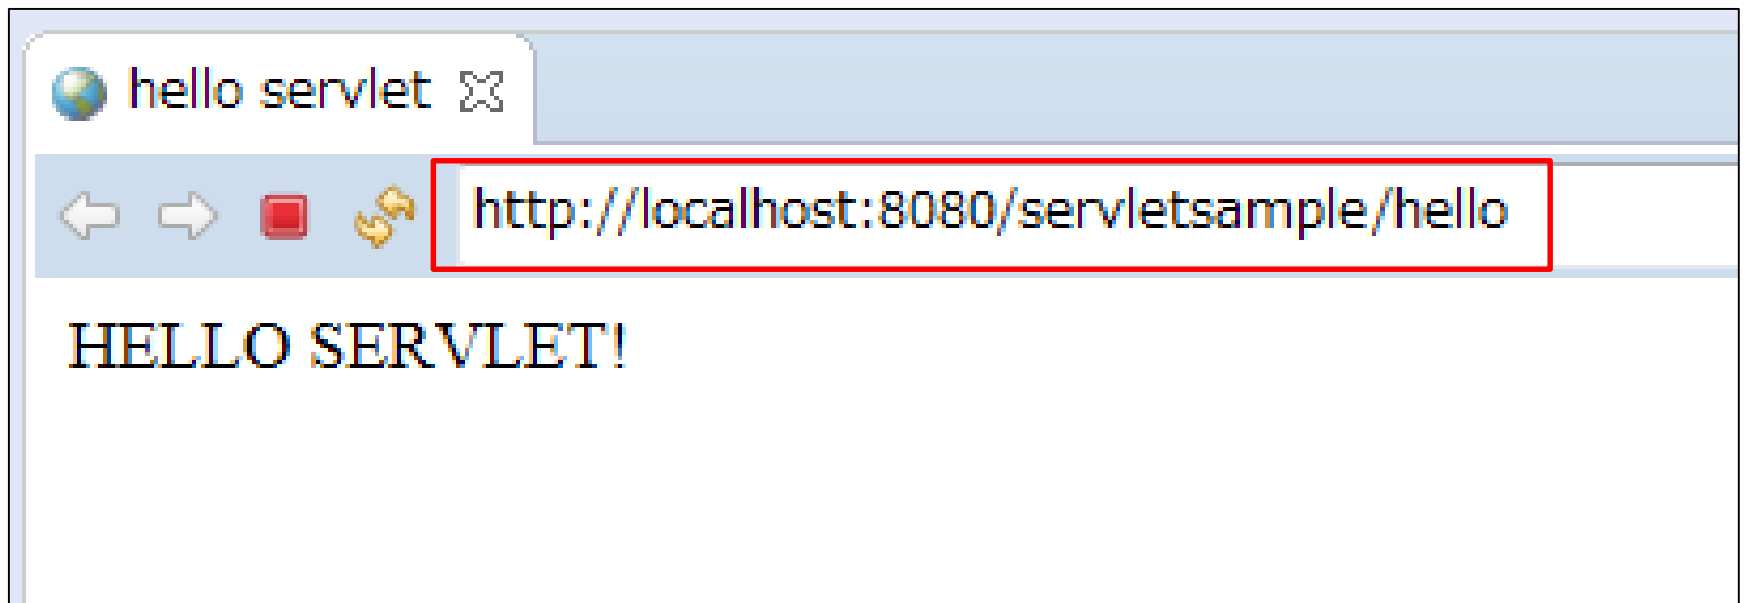 hello servlet
http://localhost:8080/servletsample/hello
HELLO SERVLET!